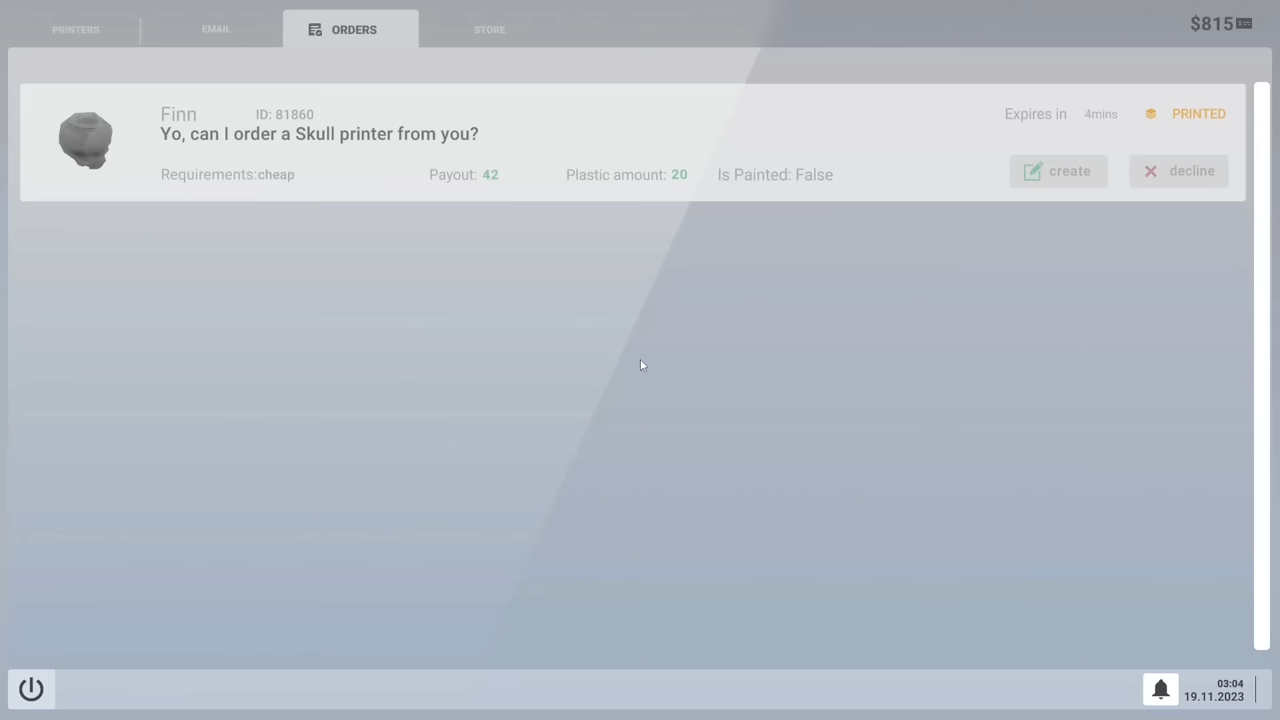 PRINTERS
EMAIL
ORDERS
STORE
$815
Finn
ID: 81860
Expires in 4mins
PRINTED
Yo, can I order a Skull printer from you?
Requirements:cheap
Payout: 42
Plastic amount: 20
Is Painted: False
create
decline
03:04
19.11.2023